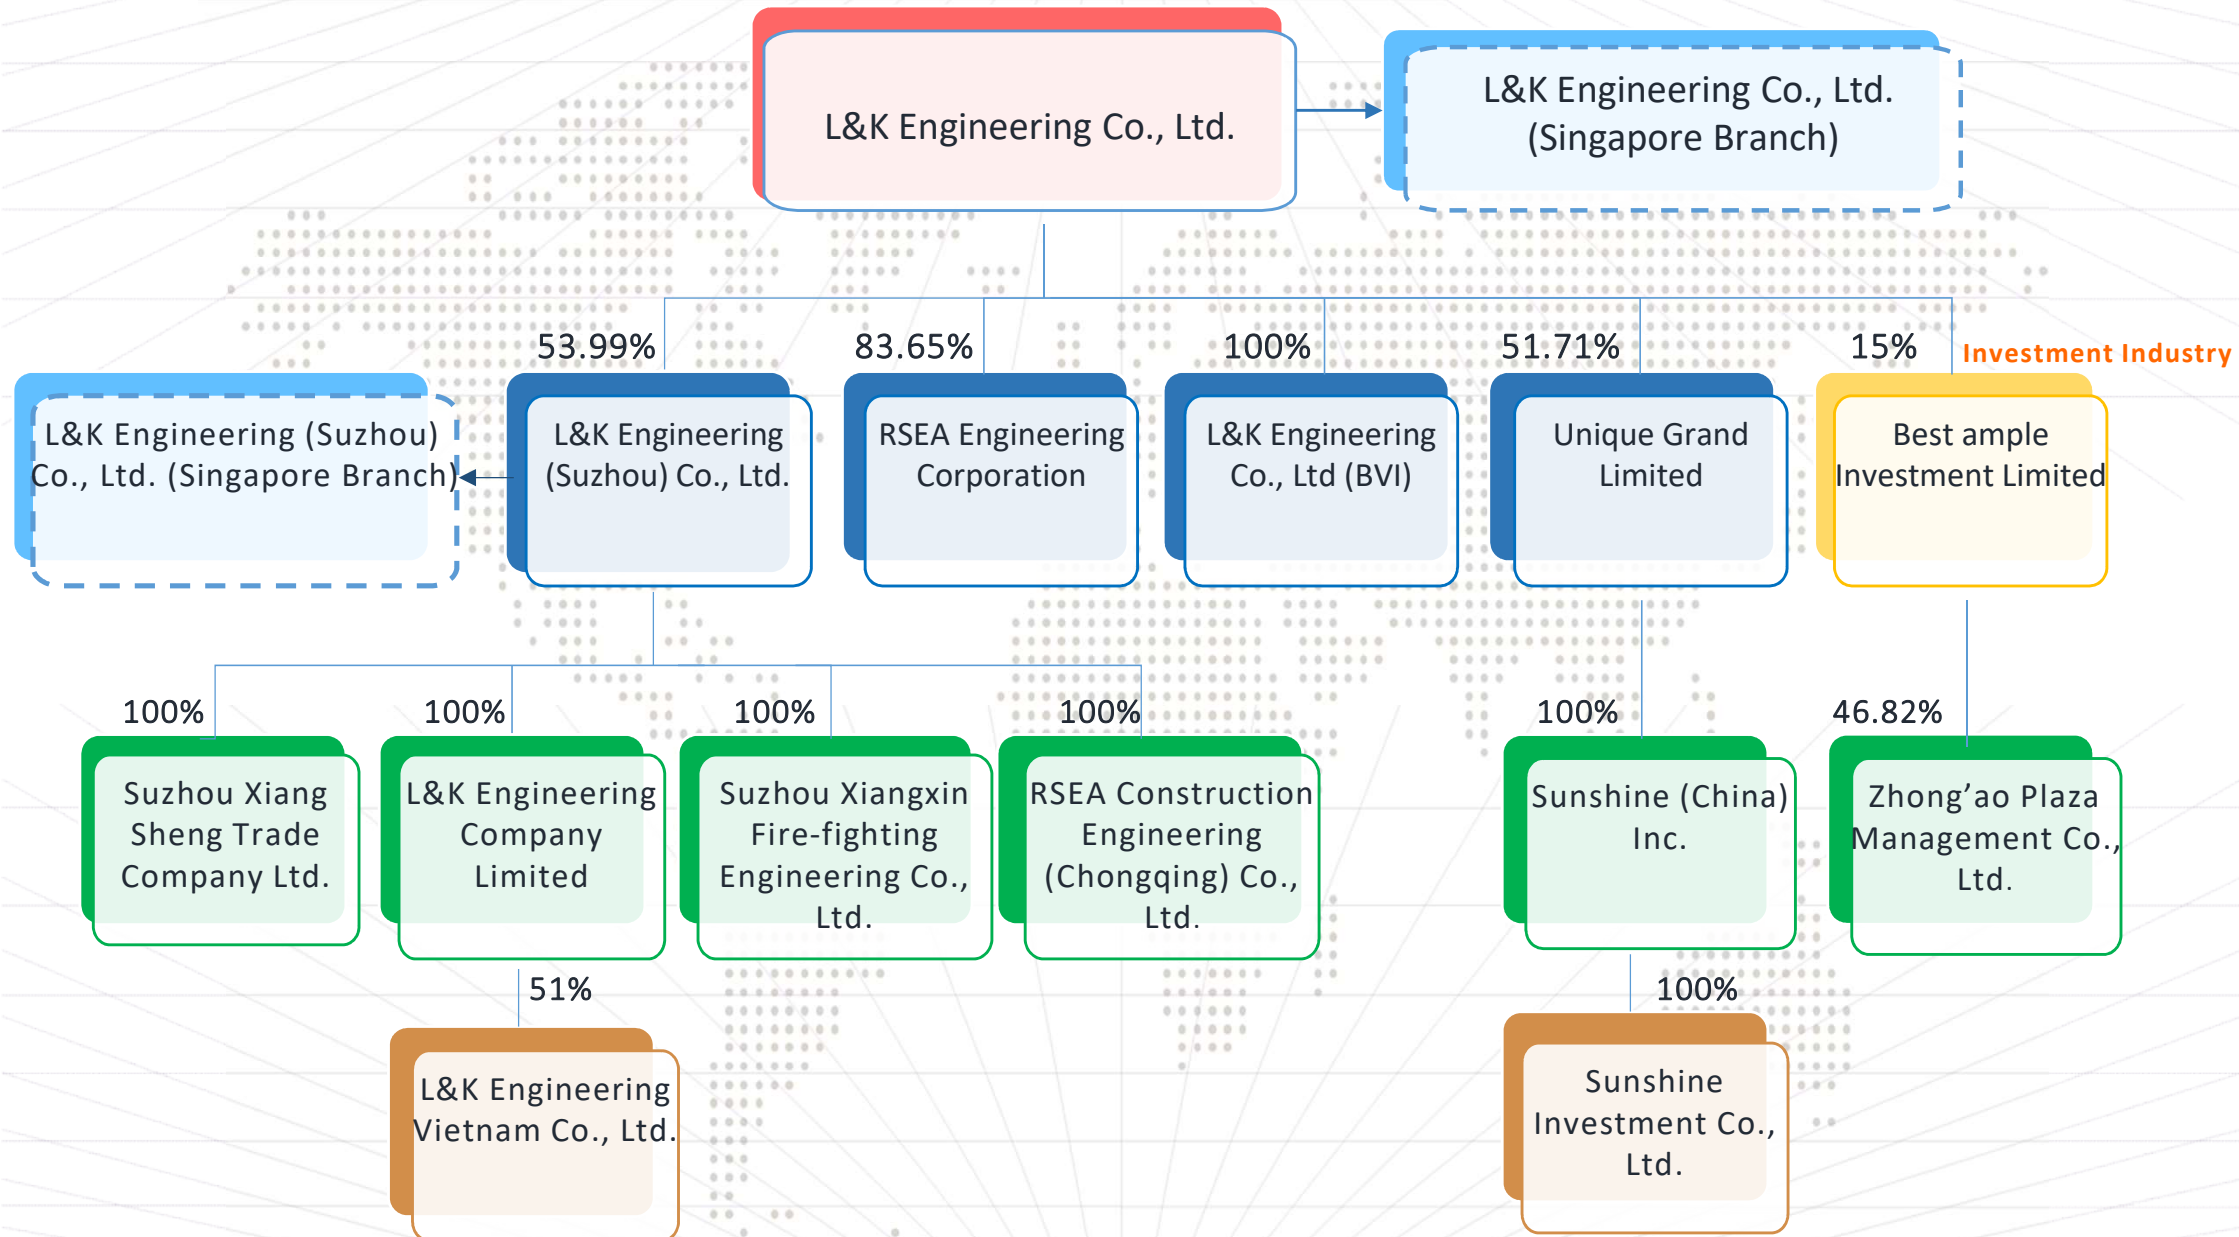 L&K Engineering Co., Ltd.
L&K Engineering Co., Ltd.
(Singapore Branch)
53.99%
83.65%
100%
51.71%
15%
Investment Industry
L&K Engineering (Suzhou)
Co., Ltd. (Singapore Branch)
L&K Engineering
(Suzhou) Co., Ltd.
RSEA Engineering
Corporation
L&K Engineering
Co., Ltd (BVI)
Unique Grand
Limited
Best ample
Investment Limited
100%
100%
100%
100%
100%
46.82%
Suzhou Xiang
Sheng Trade
Company Ltd.
L&K Engineering
Company
Limited
Suzhou Xiangxin
Fire-fighting
Engineering Co.,
Ltd.
RSEA Construction
Engineering
(Chongqing) Co.,
Ltd.
Sunshine (China)
Inc.
Zhong’ao Plaza
Management Co.,
Ltd.
51%
100%
L&K Engineering
Vietnam Co., Ltd.
Sunshine
Investment Co.,
Ltd.